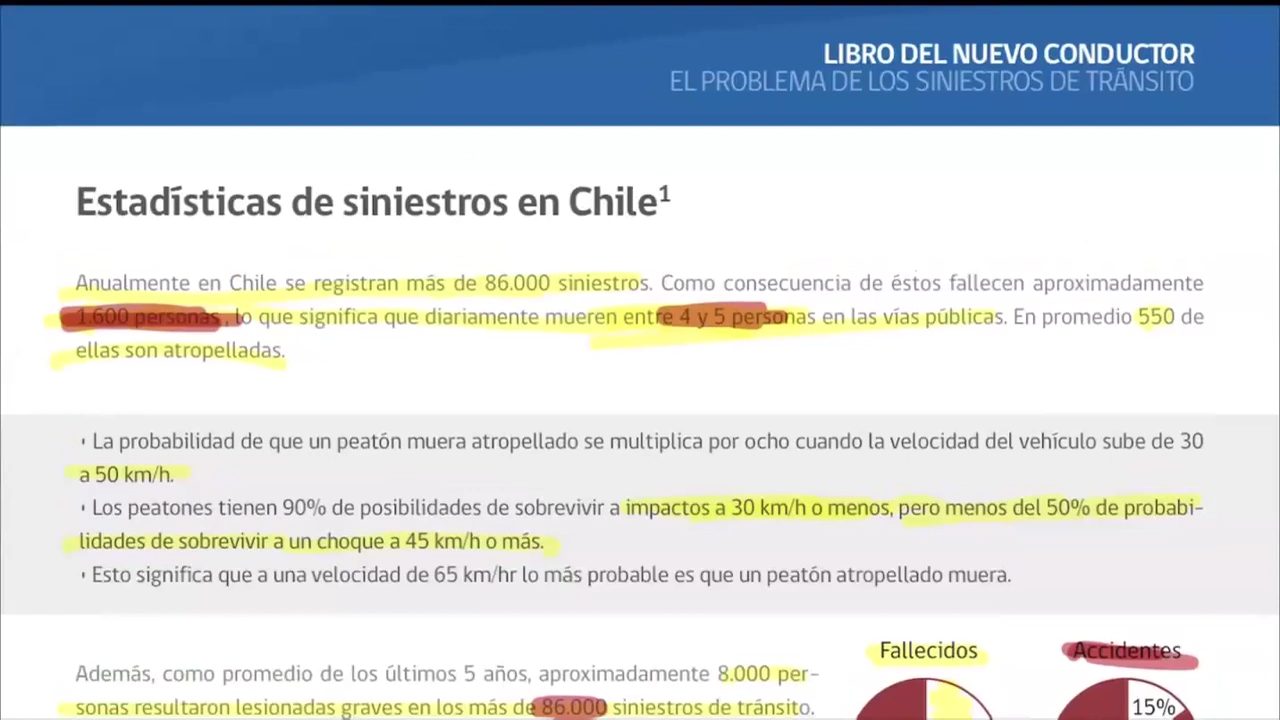 LIBRO DEL NUEVO CONDUCTOR
EL PROBLEMA DE LOS SINIESTROS DE TRÁNSITO
Estadísticas de siniestros en Chile¹
Anualmente en Chile se registran más de 86.000 siniestros. Como consecuencia de éstos fallecen aproximadamente
1.600 personas , lo que significa que diariamente mueren entre 4 y 5 personas en las vías públicas. En promedio 550 de
ellas son atropelladas.
• La probabilidad de que un peatón muera atropellado se multiplica por ocho cuando la velocidad del vehículo sube de 30
a 50 km/h.
• Los peatones tienen 90% de posibilidades de sobrevivir a impactos a 30 km/h o menos, pero menos del 50% de probabi-
lidades de sobrevivir a un choque a 45 km/h o más.
• Esto significa que a una velocidad de 65 km/hr lo más probable es que un peatón atropellado muera.
Fallecidos
Accidentes
Además, como promedio de los últimos 5 años, aproximadamente 8.000 per-
sonas resultaron lesionadas graves en los más de 86.000 siniestros de tránsito.
15%